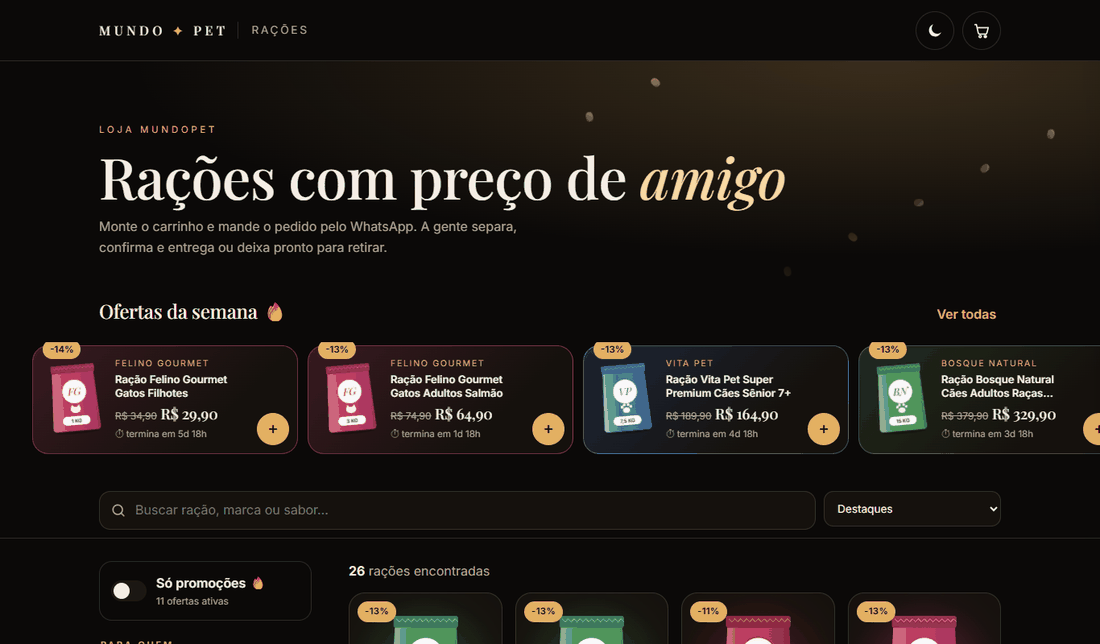 MUNDO ✦ PET
RAÇÕES
LOJA MUNDOPET
Rações com preço de amigo
Monte o carrinho e mande o pedido pelo WhatsApp. A gente separa,
confirma e entrega ou deixa pronto para retirar.
Ofertas da semana
Ver todas
-14%
FELINO GOURMET
Ração Felino Gourmet
Gatos Filhotes
R$ 34,90 R$ 29,90
termina em 5d 18h
+
FG
1 KG
-13%
FELINO GOURMET
Ração Felino Gourmet
Gatos Adultos Salmão
R$ 74,90 R$ 64,90
termina em 1d 18h
+
FG
3 KG
-13%
VITA PET
Ração Vita Pet Super
Premium Cães Sênior 7+
R$ 189,90 R$ 164,90
termina em 4d 18h
+
VP
7,5 KG
-13%
BOSQUE NATURAL
Ração Bosque Natural
Cães Adultos Raças...
R$ 379,90 R$ 329,90
termina em 3d 18h
+
BN
15 KG
Buscar ração, marca ou sabor...
Destaques
Só promoções
11 ofertas ativas
26 rações encontradas
-13%
-13%
-11%
-13%